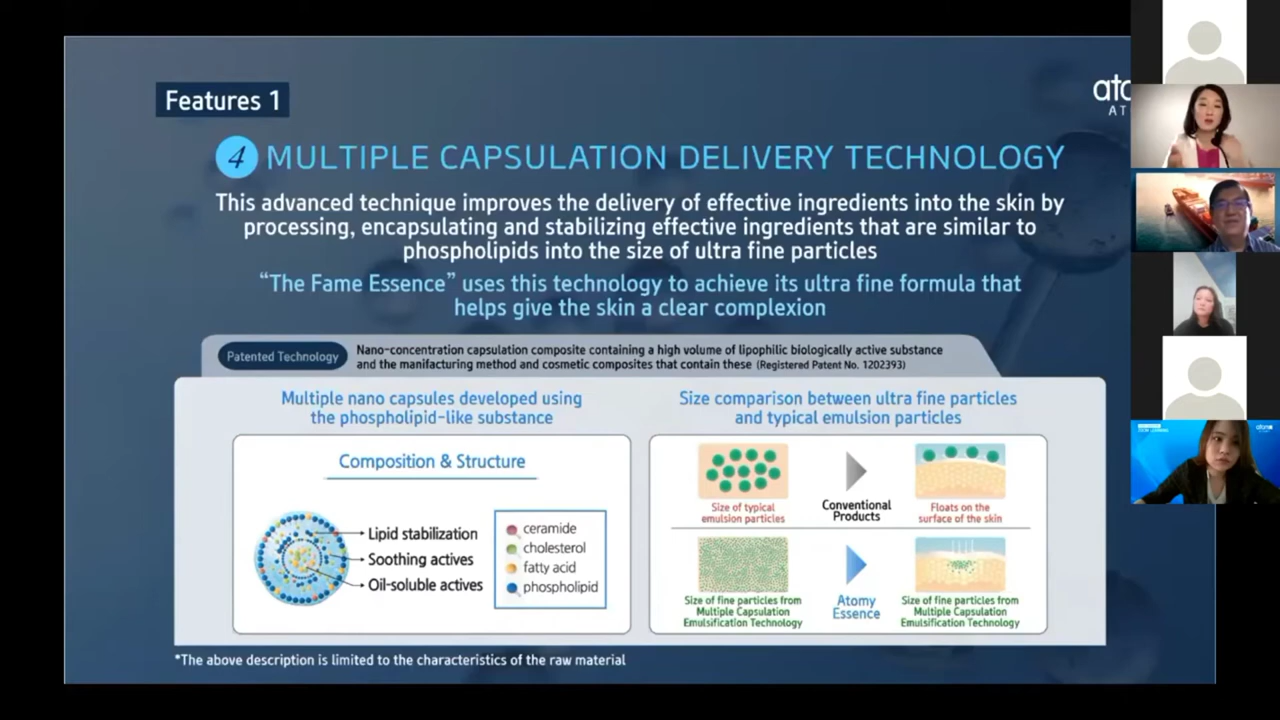 Features 1
4 MULTIPLE CAPSULATION DELIVERY TECHNOLOGY
This advanced technique improves the delivery of effective ingredients into the skin by
processing, encapsulating and stabilizing effective ingredients that are similar to
phospholipids into the size of ultra fine particles
“The Fame Essence” uses this technology to achieve its ultra fine formula that
helps give the skin a clear complexion
Patented Technology
Nano-concentration capsulation composite containing a high volume of lipophilic biologically active substance
and the manifacturing method and cosmetic composites that contain these (Registered Patent No. 1202393)
Multiple nano capsules developed using
the phospholipid-like substance
Composition & Structure
Lipid stabilization
Soothing actives
Oil-soluble actives
ceramide
cholesterol
fatty acid
phospholipid
Size comparison between ultra fine particles
and typical emulsion particles
Size of typical
emulsion particles
Conventional
Products
Floats on the
surface of the skin
Size of fine particles from
Multiple Capsulation
Emulsification Technology
Atomy
Essence
Size of fine particles from
Multiple Capsulation
Emulsification Technology
*The above description is limited to the characteristics of the raw material